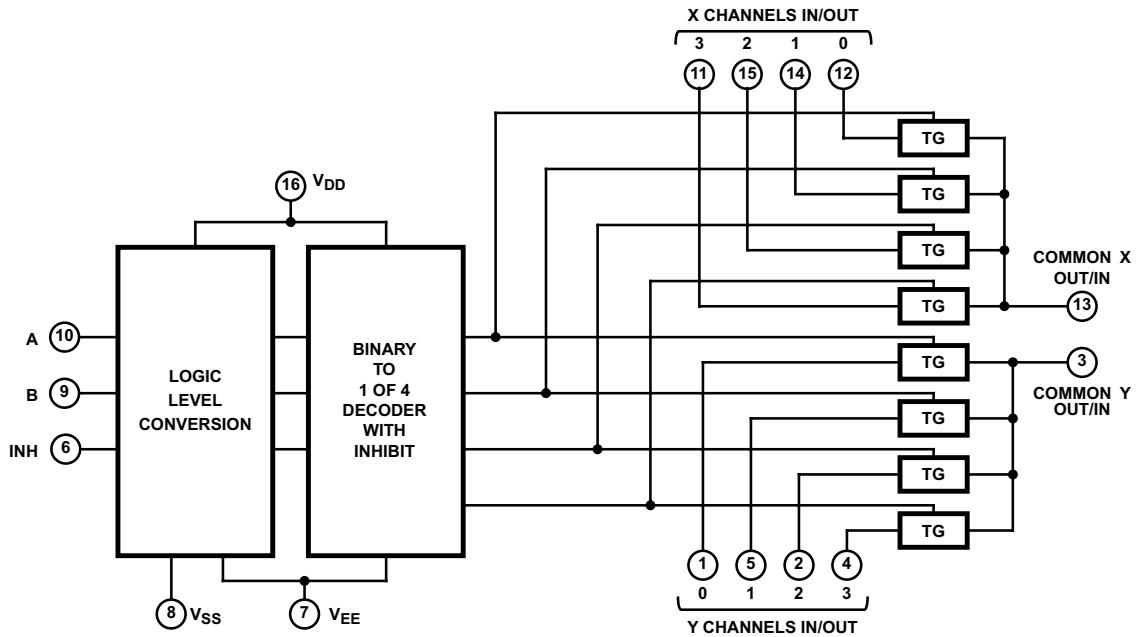 X CHANNELS IN/OUT
3 2 1 0
11 15 14 12
TG
16 VDD
TG
TG
COMMON X
OUT/IN
TG
13
A 10
BINARY
TO
1 OF 4
DECODER
WITH
INHIBIT
LOGIC
LEVEL
CONVERSION
TG
3
B 9
COMMON Y
OUT/IN
TG
INH 6
TG
TG
1 5 2 4
0 1 2 3
8 VSS
7 VEE
Y CHANNELS IN/OUT